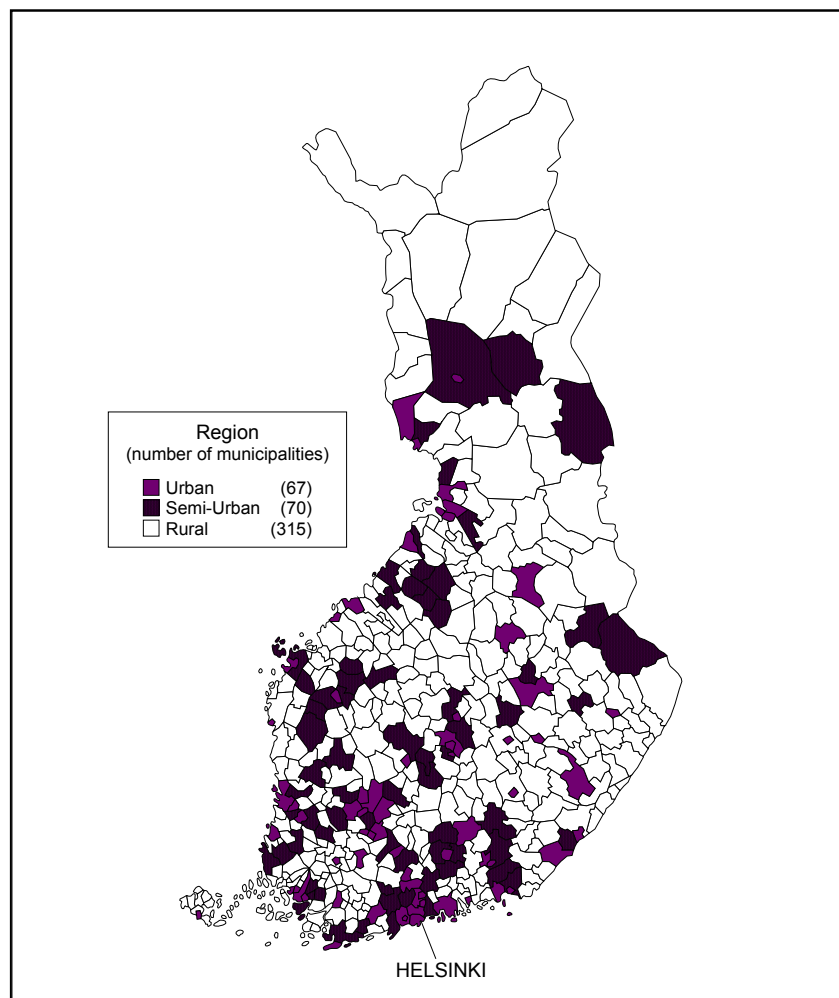 Region
(number of municipalities)
Urban (67)
Semi-Urban (70)
Rural (315)
HELSINKI